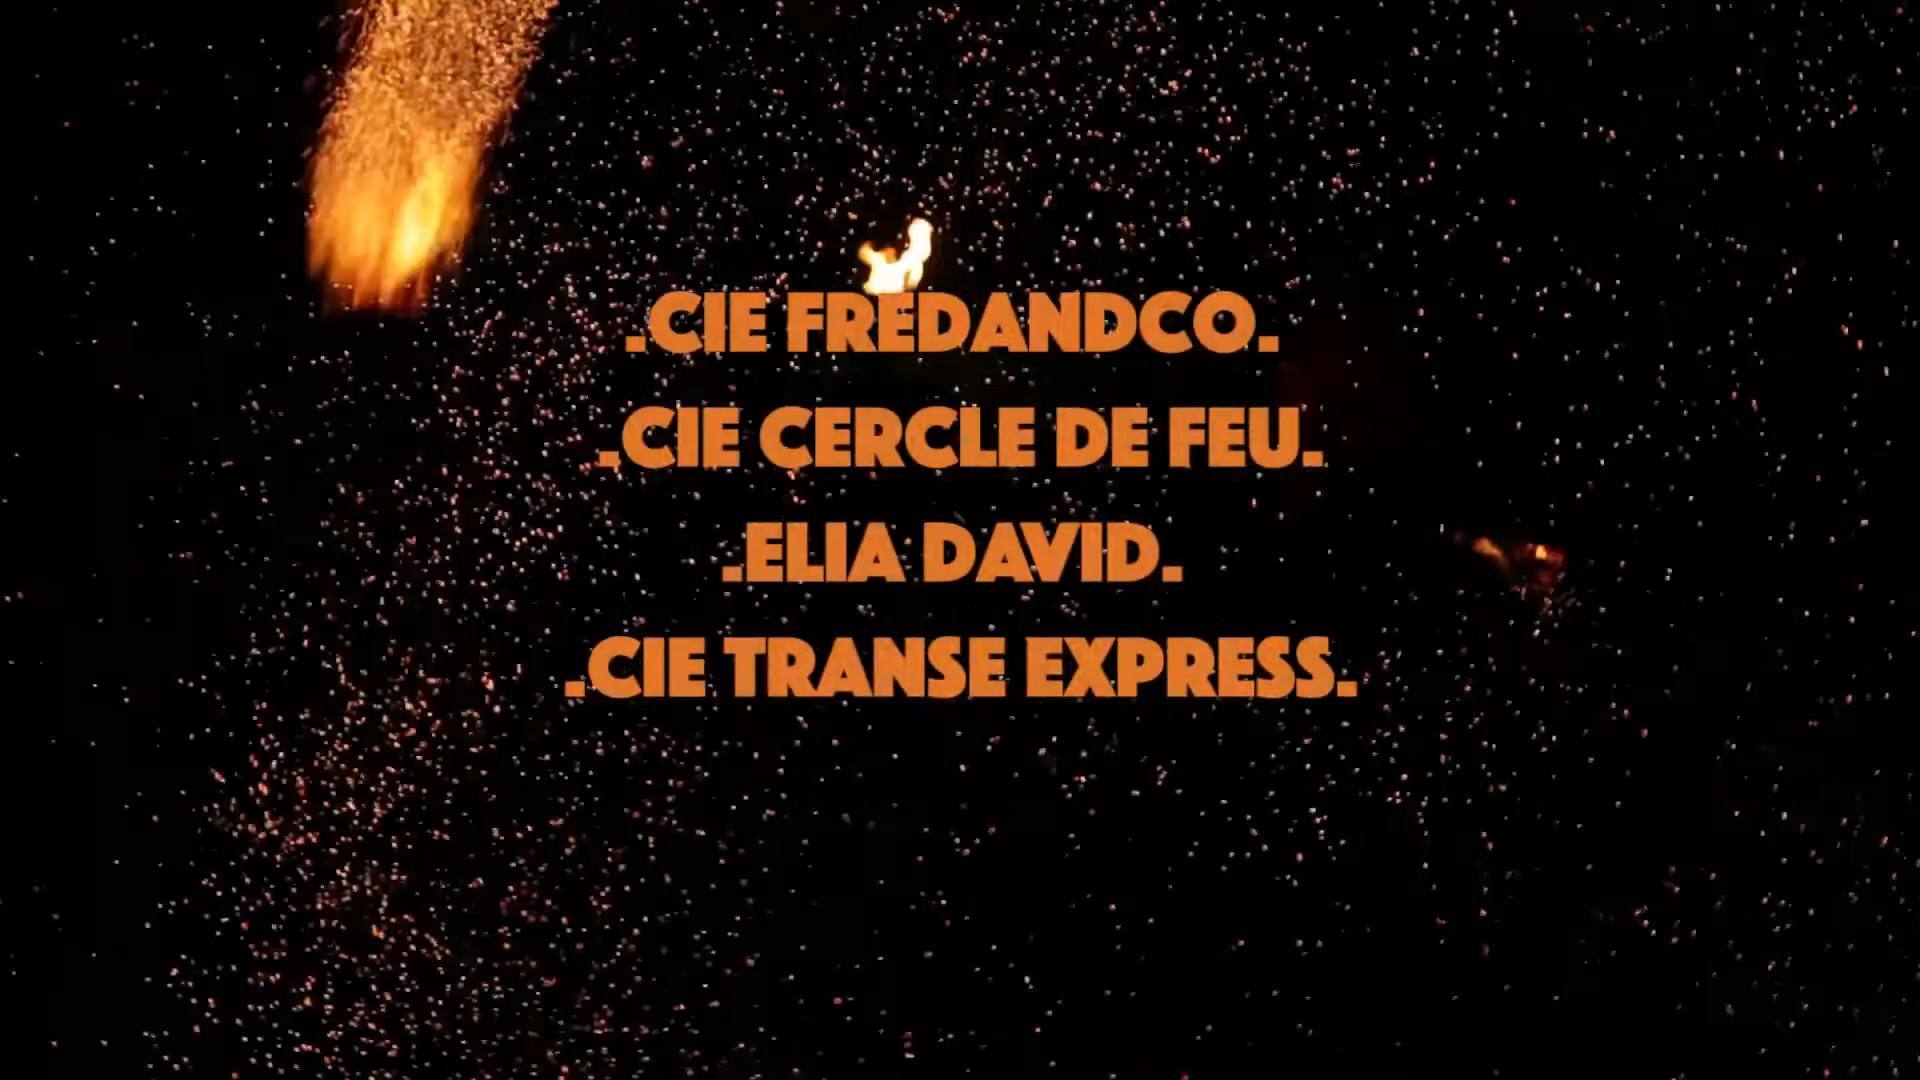 .CIE FREDANDCO.
.CIE CERCLE DE FEU.
.ELIA DAVID.
.CIE TRANSE EXPRESS.